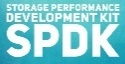 STORAGE PERFORMANCE
DEVELOPMENT KIT
SPDK